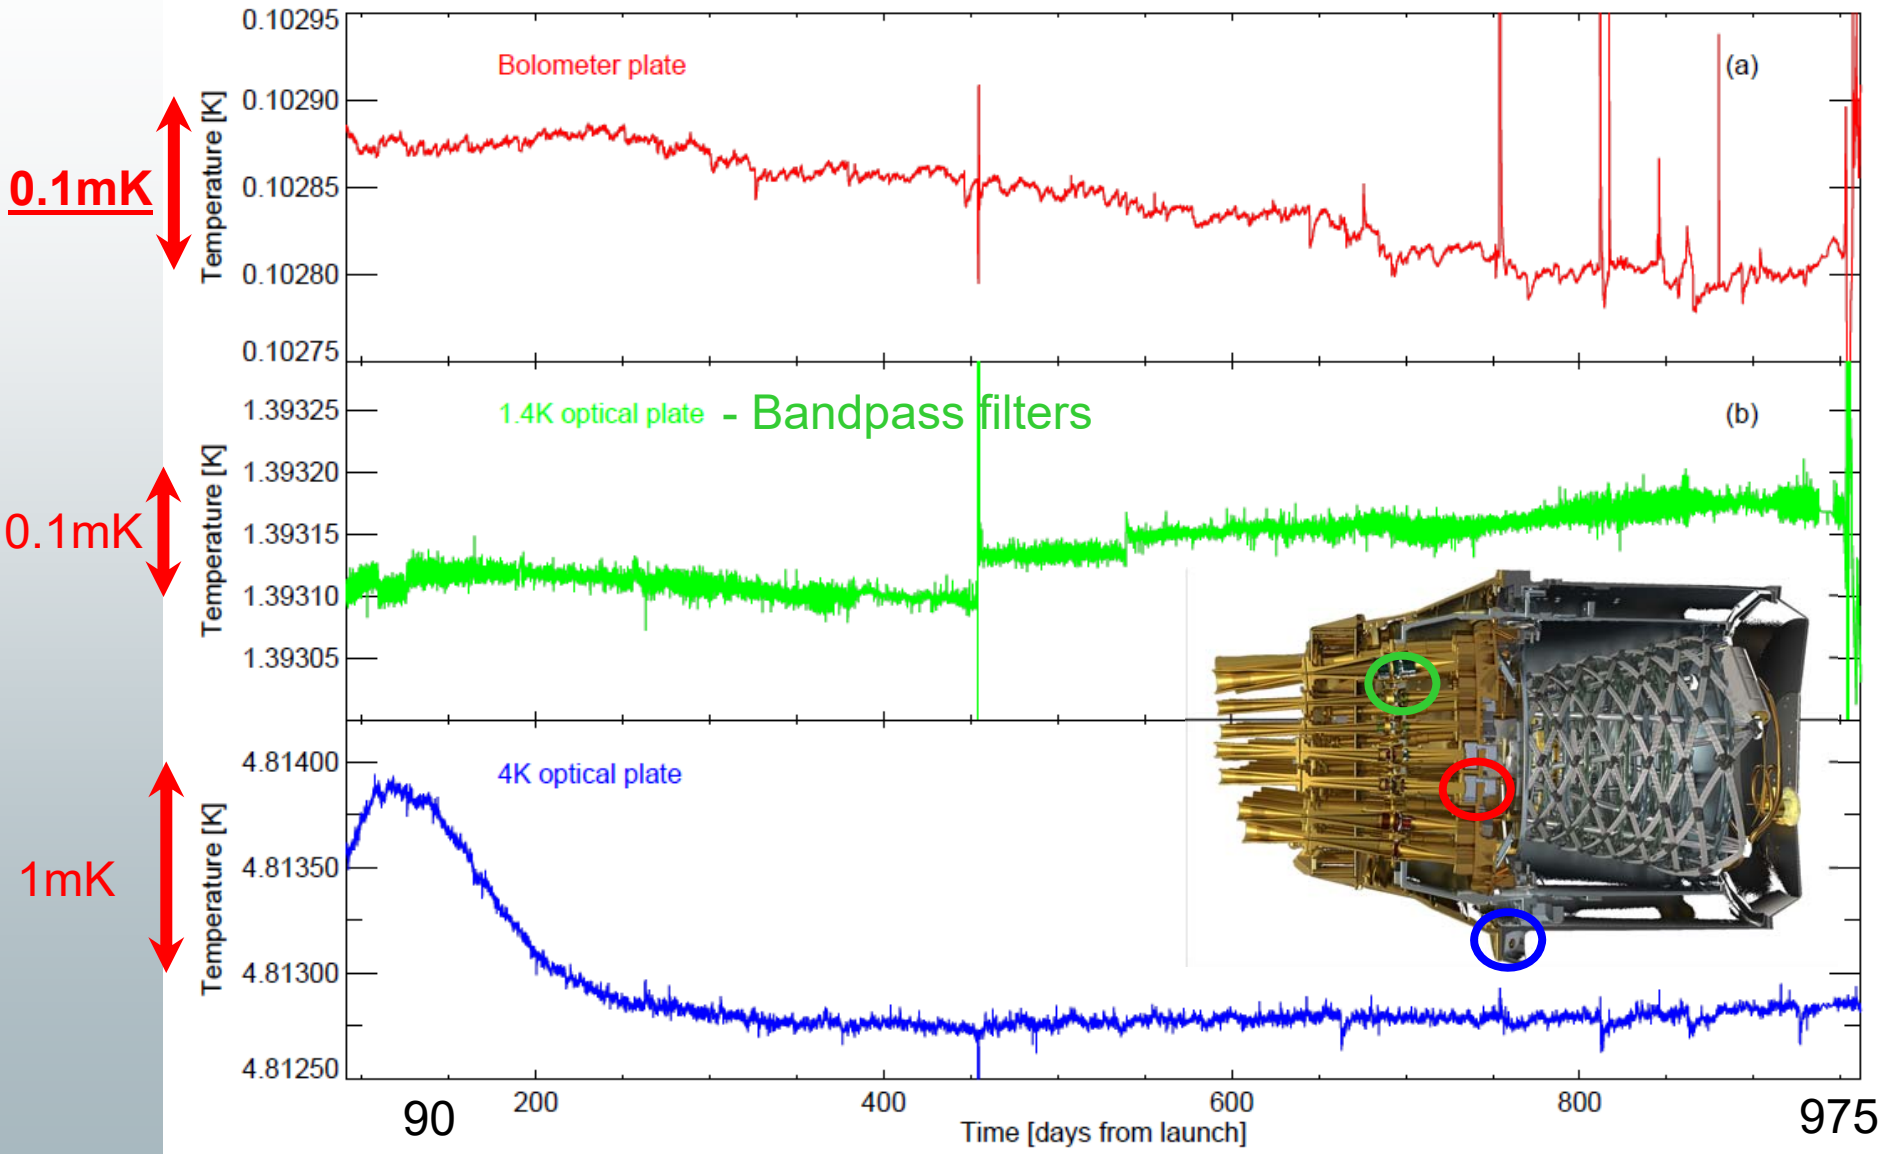 0.10295
Bolometer plate
(a)
0.10290
0.10285
0.10280
0.10275
Temperature [K]
0.1mK
1.39325
1.4K optical plate - Bandpass filters
(b)
1.39320
1.39315
1.39310
1.39305
Temperature [K]
0.1mK
4.81400
4K optical plate
4.81350
4.81300
4.81250
Temperature [K]
1mK
90
200
400
600
800
975
Time [days from launch]